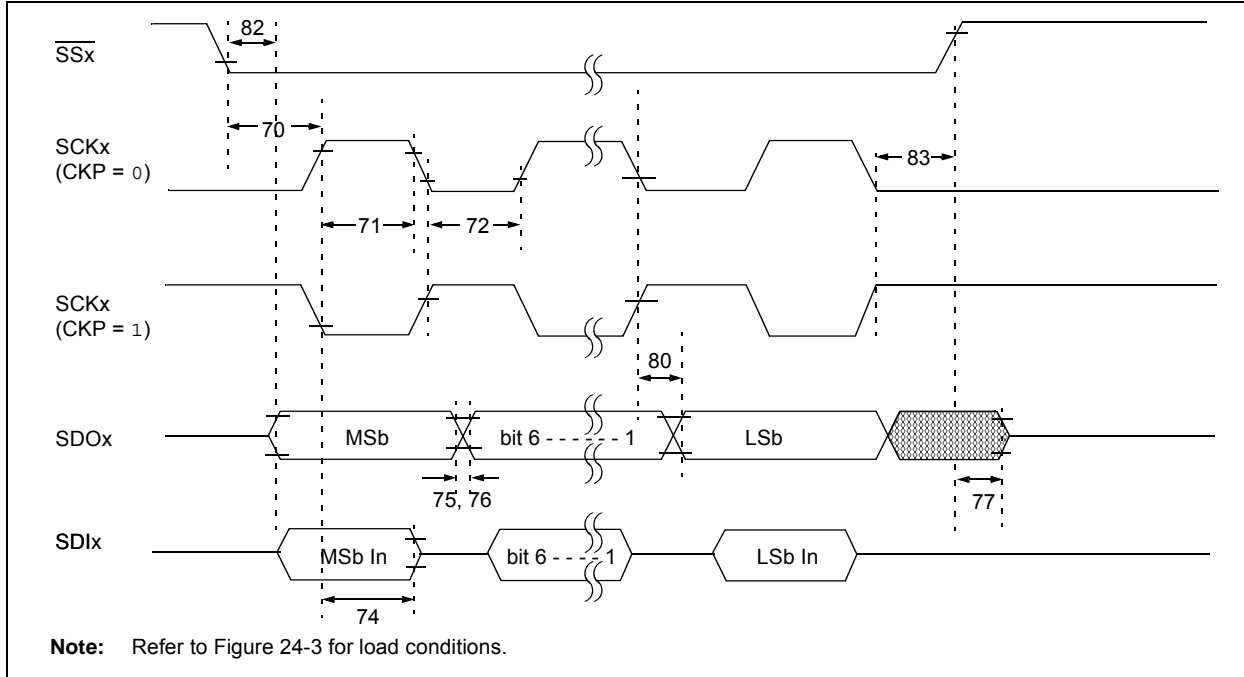 82
SSx
70
SCKx
(CKP = 0)
83
71
72
SCKx
(CKP = 1)
80
SDOx
MSb
bit 6 - - - - - - 1
LSb
75, 76
77
SDIx
MSb In
bit 6 - - - - - 1
LSb In
74
Note: Refer to Figure 24-3 for load conditions.